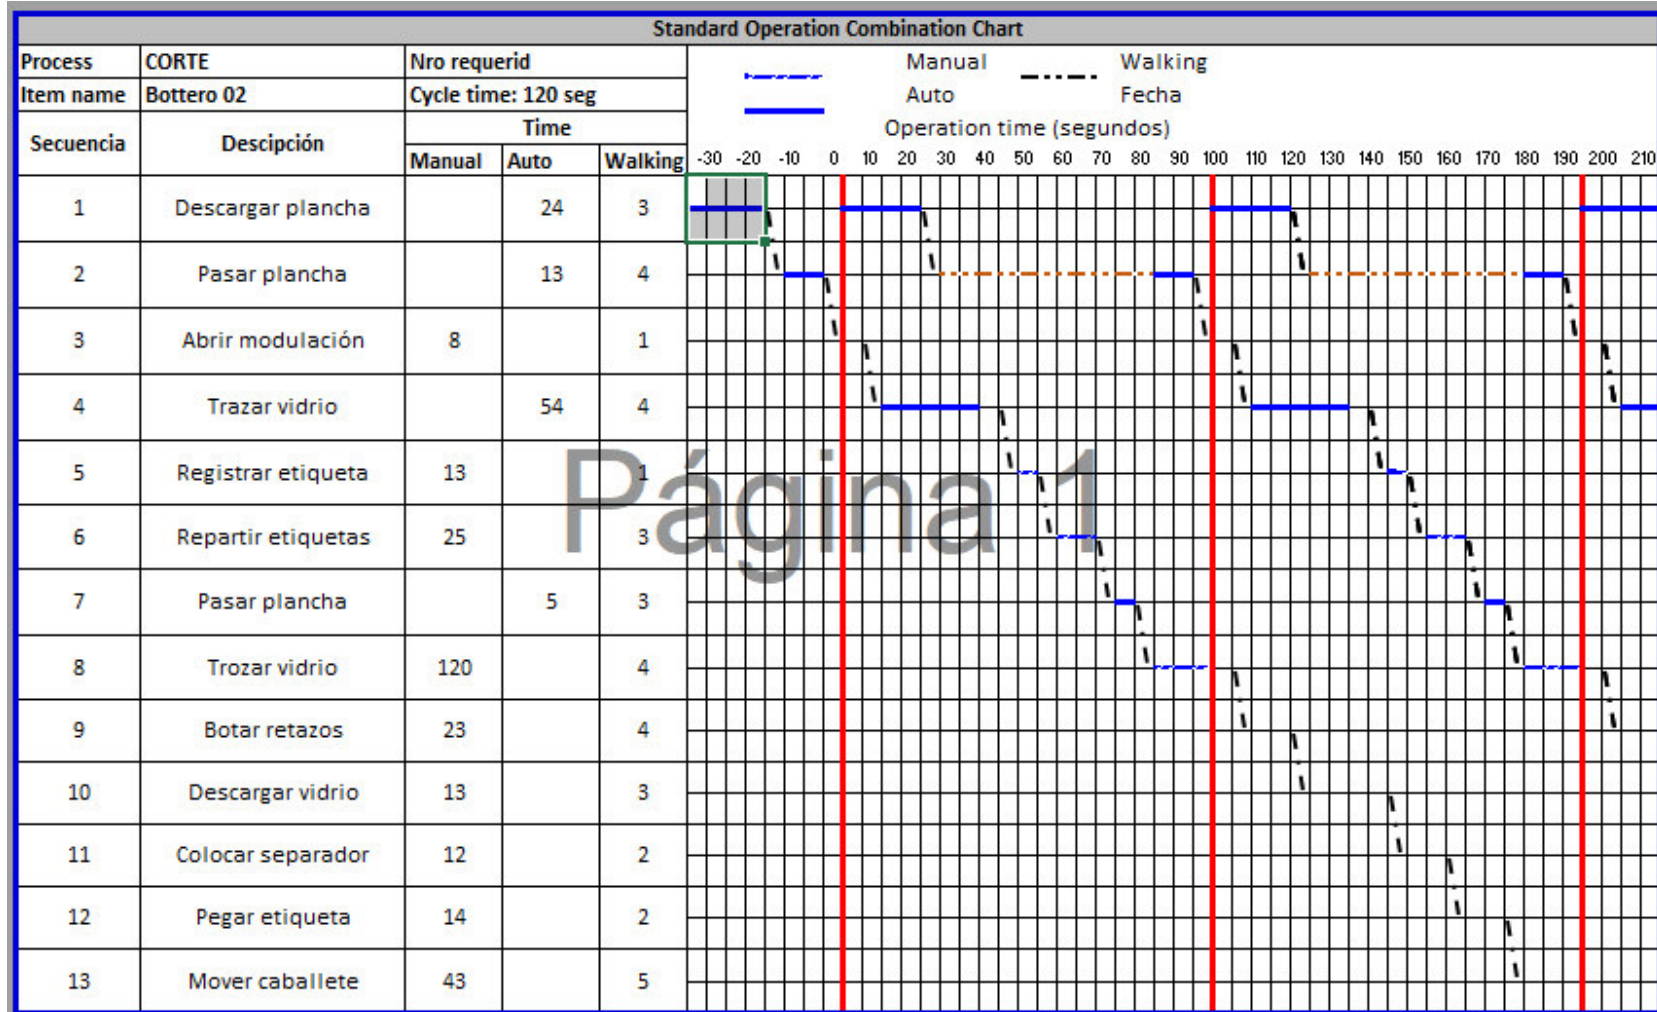 Standard Operation Combination Chart
Process CORTE Nro requerid Manual Walking
Item name Bottero 02 Cycle time: 120 seg Auto Fecha
Secuencia Descipción Time Operation time (segundos)
Manual Auto Walking -30 -20 -10 0 10 20 30 40 50 60 70 80 90 100 110 120 130 140 150 160 170 180 190 200 210
1 Descargar plancha 24 3
2 Pasar plancha 13 4
3 Abrir modulación 8 1
4 Trazar vidrio 54 4
5 Registrar etiqueta 13 1
6 Repartir etiquetas 25 3
7 Pasar plancha 5 3
8 Trozar vidrio 120 4
9 Botar retazos 23 4
10 Descargar vidrio 13 3
11 Colocar separador 12 2
12 Pegar etiqueta 14 2
13 Mover caballete 43 5
Página 1